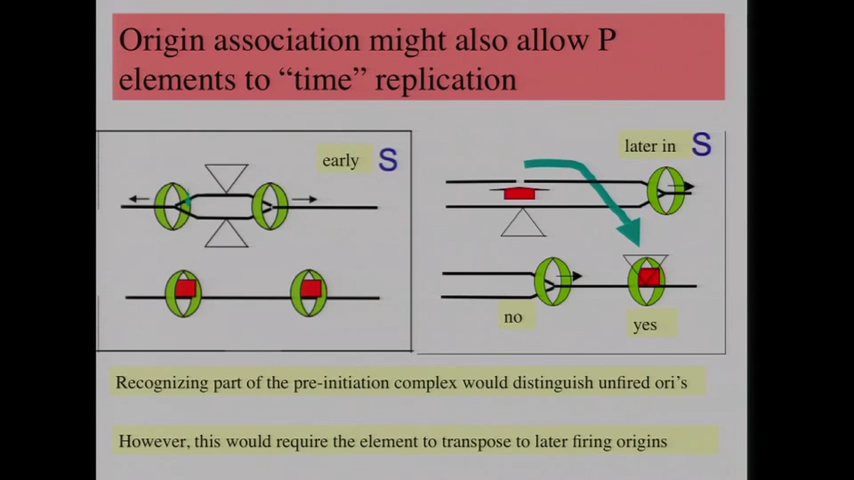 Origin association might also allow P
elements to “time” replication
early S
later in S
no
yes
Recognizing part of the pre-initiation complex would distinguish unfired ori’s
However, this would require the element to transpose to later firing origins